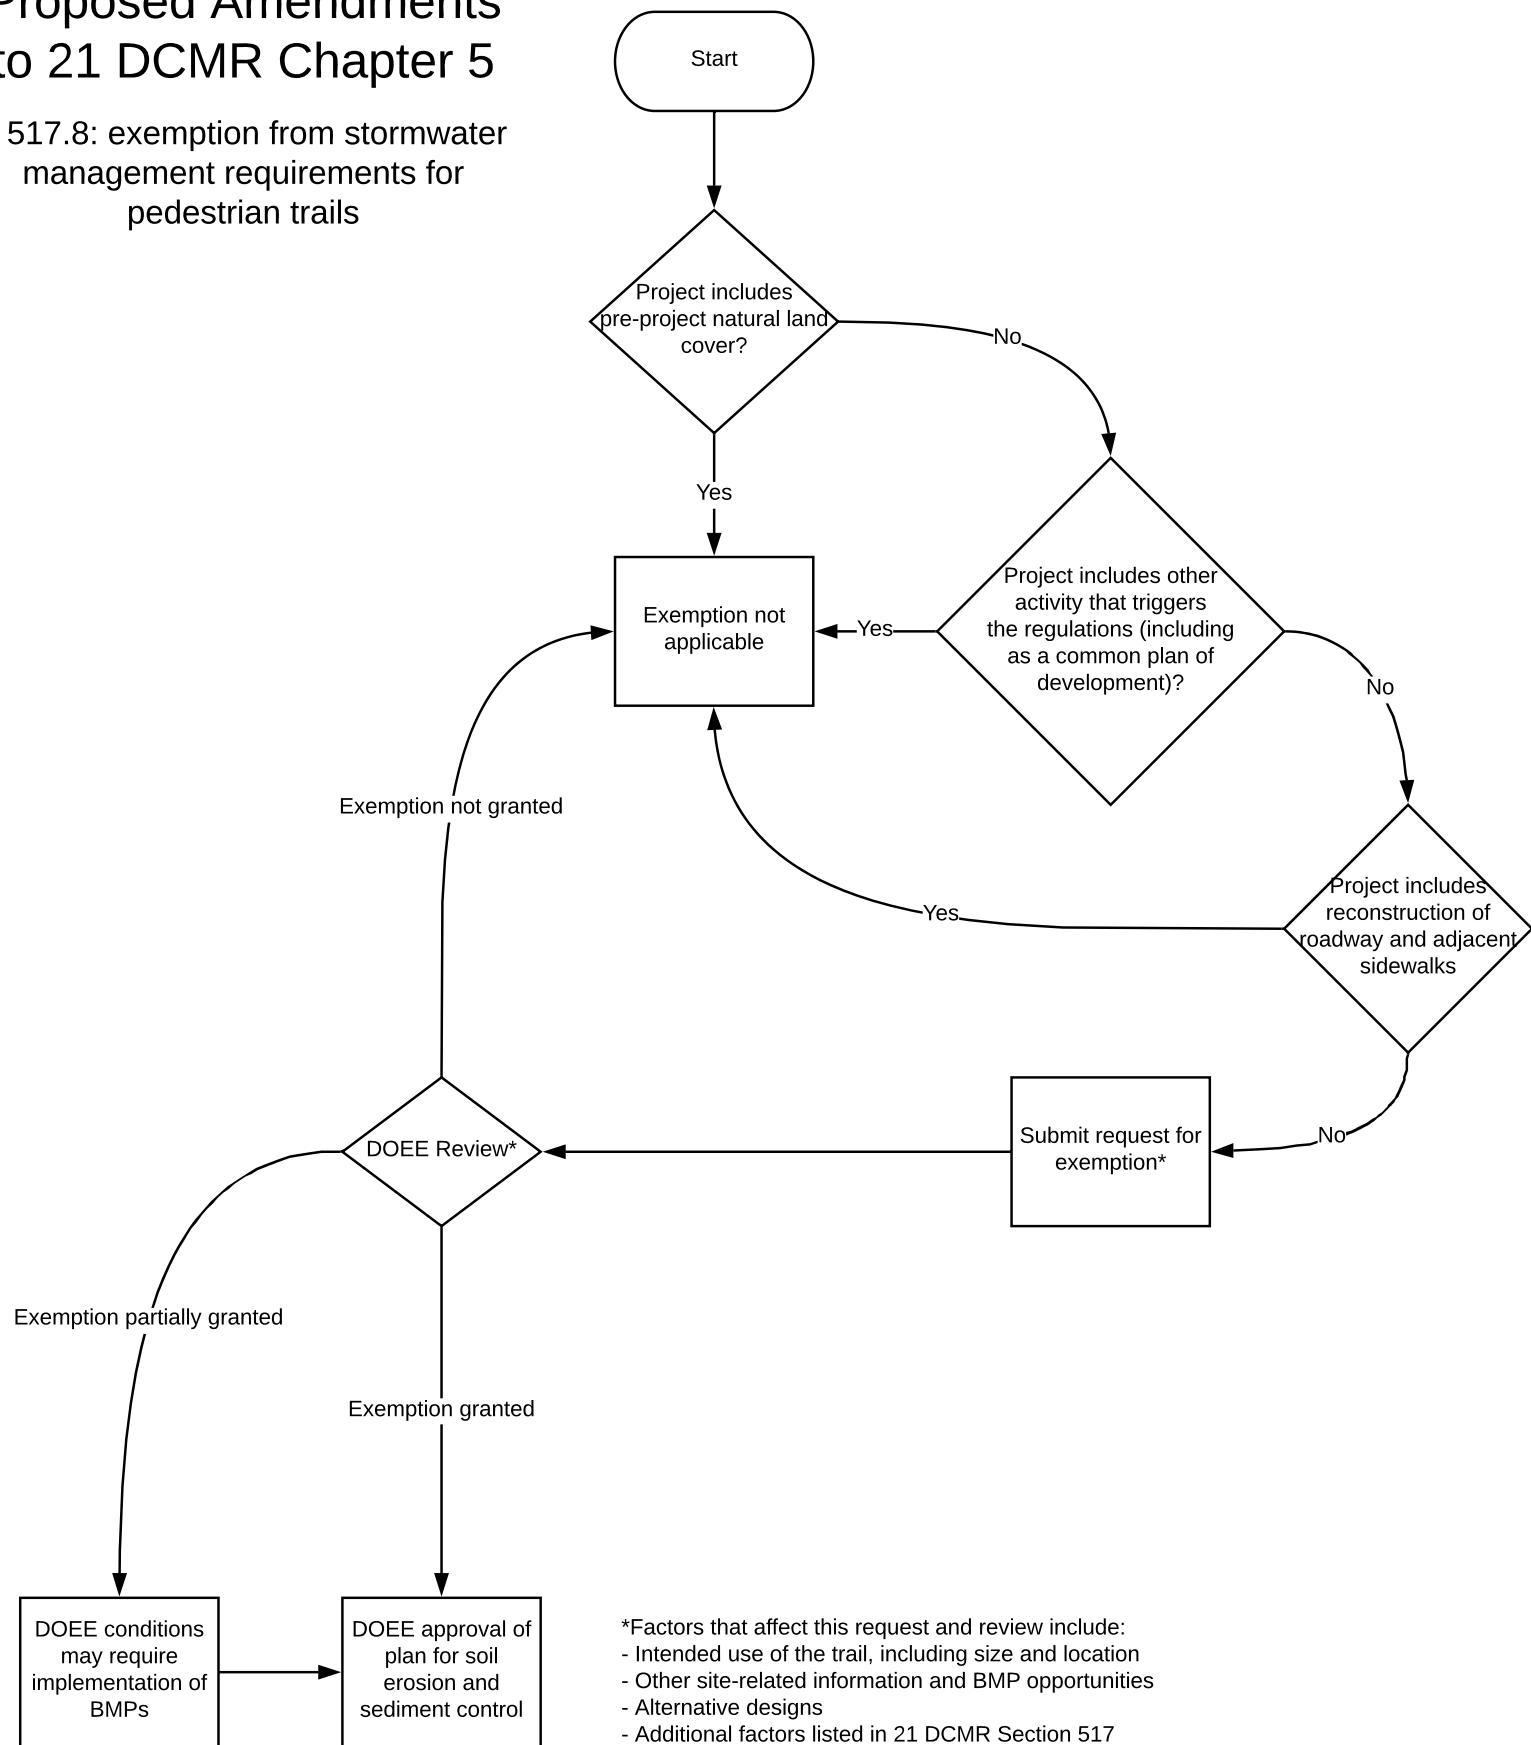 Proposed Amendments
to 21 DCMR Chapter 5
517.8: exemption from stormwater
management requirements for
pedestrian trails
Start
Project includes
pre-project natural land
cover?
No
Yes
Exemption not
applicable
Yes
Project includes other
activity that triggers
the regulations (including
as a common plan of
development)?
No
Exemption not granted
Yes
Project includes
reconstruction of
roadway and adjacent
sidewalks
No
Submit request for
exemption*
DOEE Review*
Exemption partially granted
Exemption granted
DOEE conditions
may require
implementation of
BMPs
DOEE approval of
plan for soil
erosion and
sediment control
*Factors that affect this request and review include:
- Intended use of the trail, including size and location
- Other site-related information and BMP opportunities
- Alternative designs
- Additional factors listed in 21 DCMR Section 517